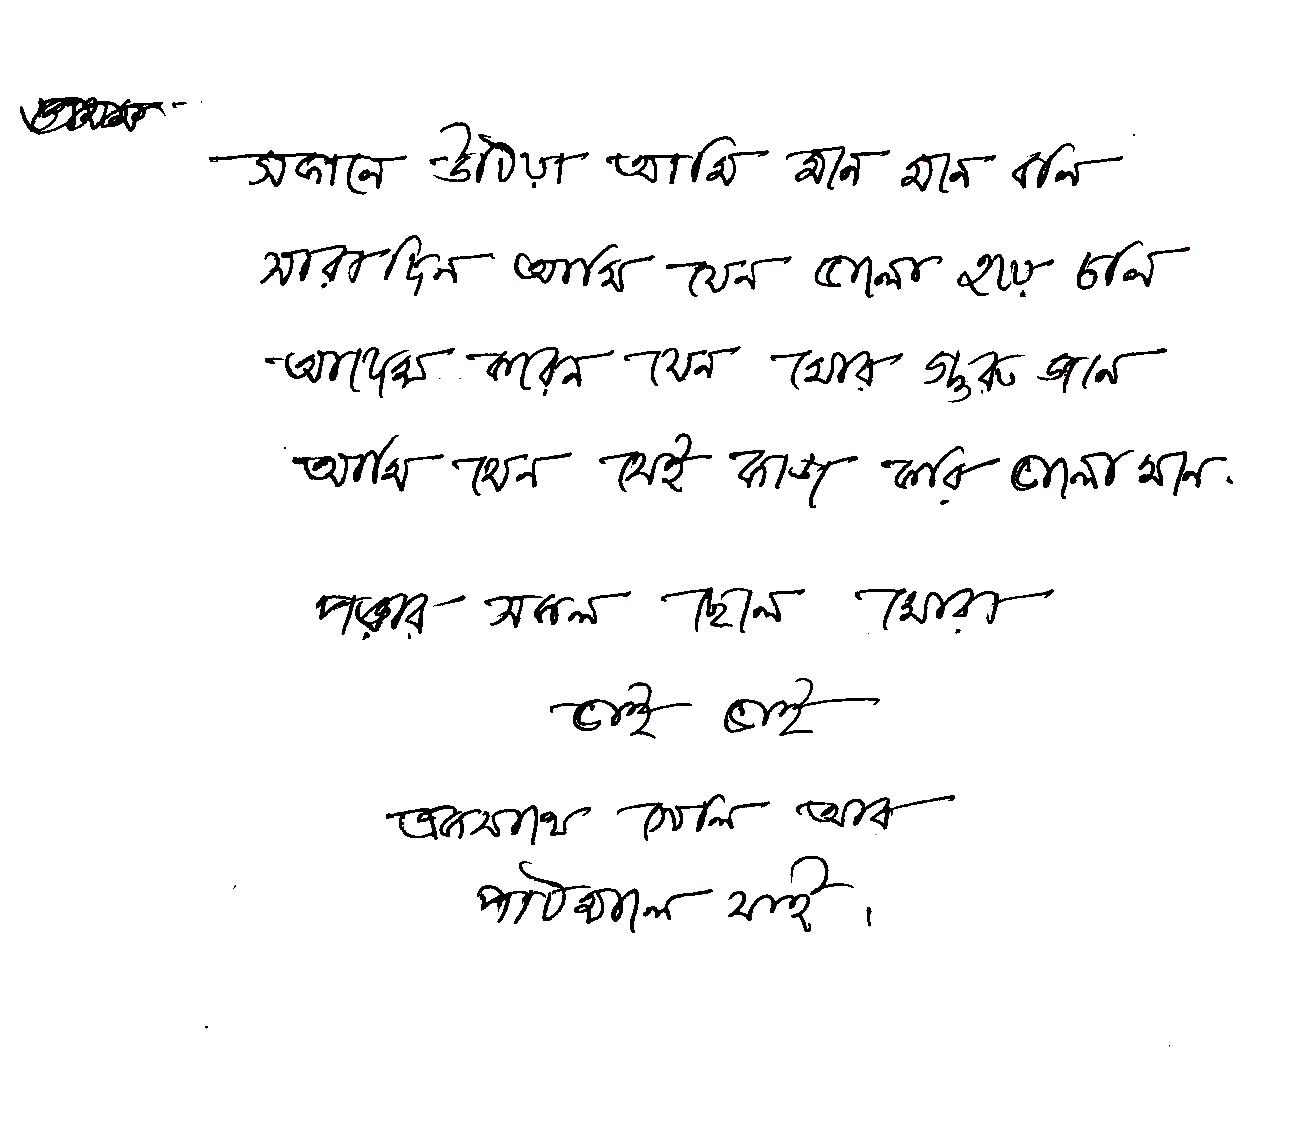 সকালে উঠিয়া আমি মনে মনে বলি
সারা দিন আমি যেন ভালো হয়ে চলি
আদেশ করেন যেন মোর গুরু জনে
আমি যেন সেই কাজ করি ভালো মনে.
পড়ার সকল ছেলে মোরা
ভাই ভাই
একসাথে খেলি আর
পাঠশালে যাই।